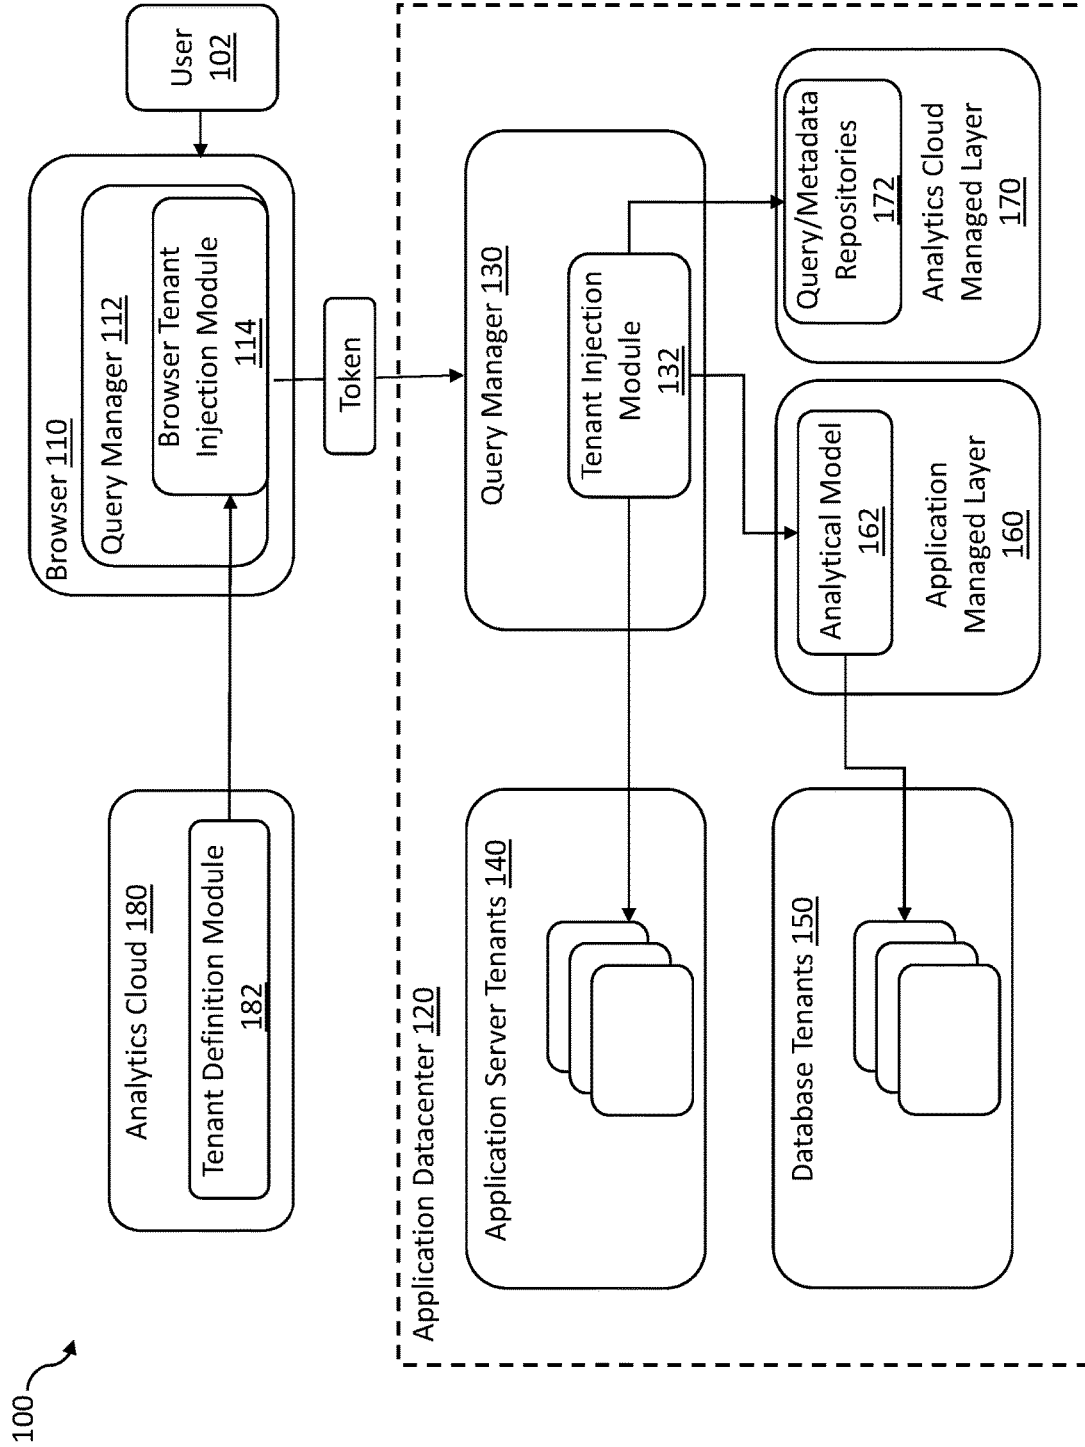 100
Analytics Cloud 180
Tenant Definition Module
182
Browser 110
Query Manager 112
Browser Tenant
Injection Module
114
User
102
Token
Application Datacenter 120
Application Server Tenants 140
Query Manager 130
Tenant Injection
Module
132
Database Tenants 150
Analytical Model
162
Application
Managed Layer
160
Query/Metadata
Repositories
172
Analytics Cloud
Managed Layer
170